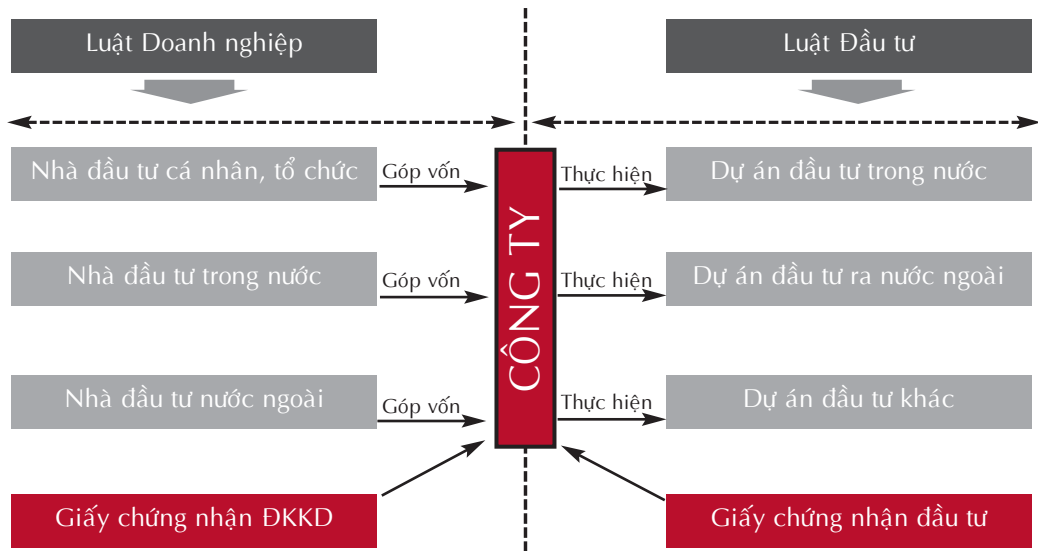 Luật Doanh nghiệp
Luật Đầu tư
Nhà đầu tư cá nhân, tổ chức
Góp vốn
Thực hiện
Dự án đầu tư trong nước
Nhà đầu tư trong nước
Góp vốn
CÔNG TY
Thực hiện
Dự án đầu tư ra nước ngoài
Nhà đầu tư nước ngoài
Góp vốn
Thực hiện
Dự án đầu tư khác
Giấy chứng nhận ĐKKD
Giấy chứng nhận đầu tư